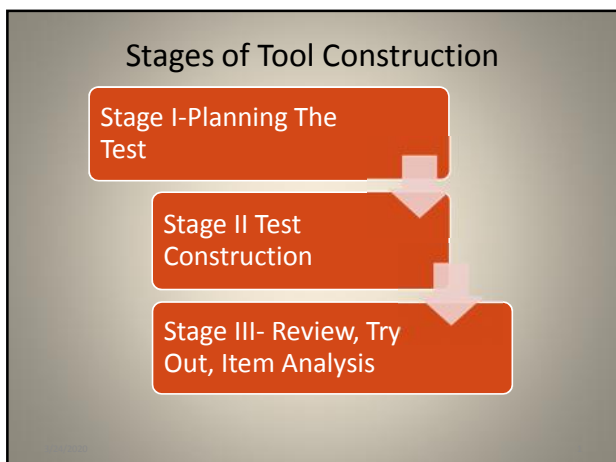 Stages of Tool Construction
Stage I-Planning The
Test
Stage II Test
Construction
Stage III- Review, Try
Out, Item Analysis